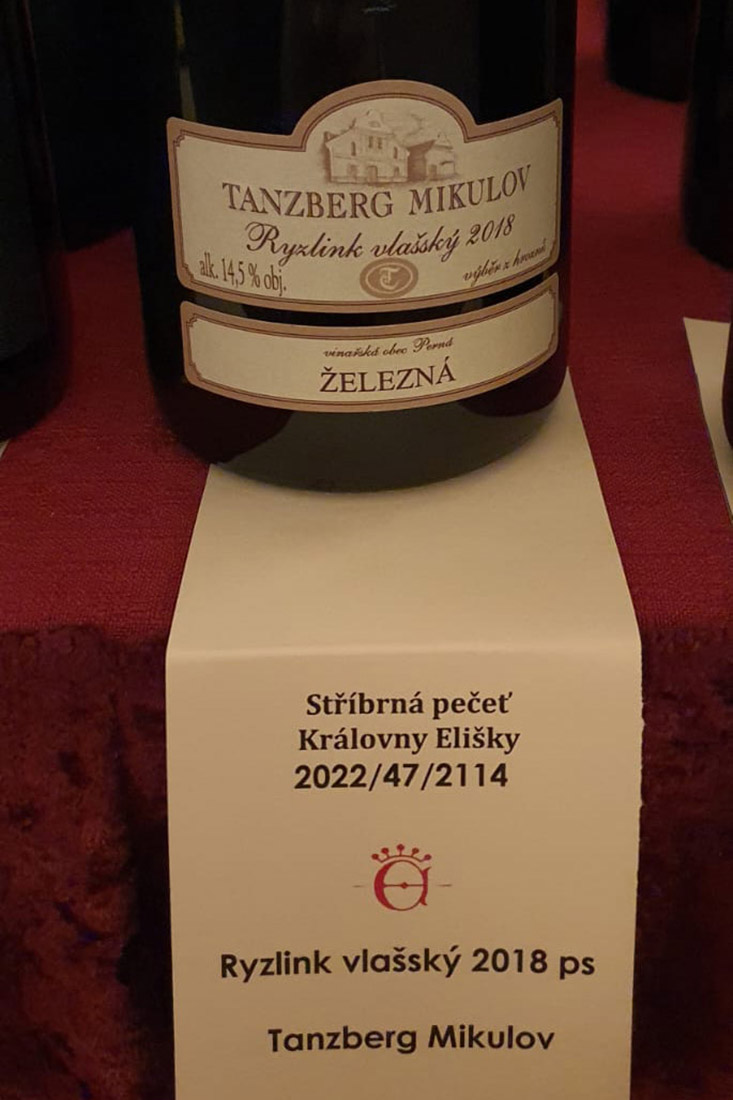 TANZBERG MIKULOV
Ryzlink vlašský 2018
alk. 14,5 % obj.
výběr z hroznů
vinařská obec Perná
ŽELEZNÁ
Stříbrná pečeť
Královny Elišky
2022/47/2114
Ryzlink vlašský 2018 ps
Tanzberg Mikulov